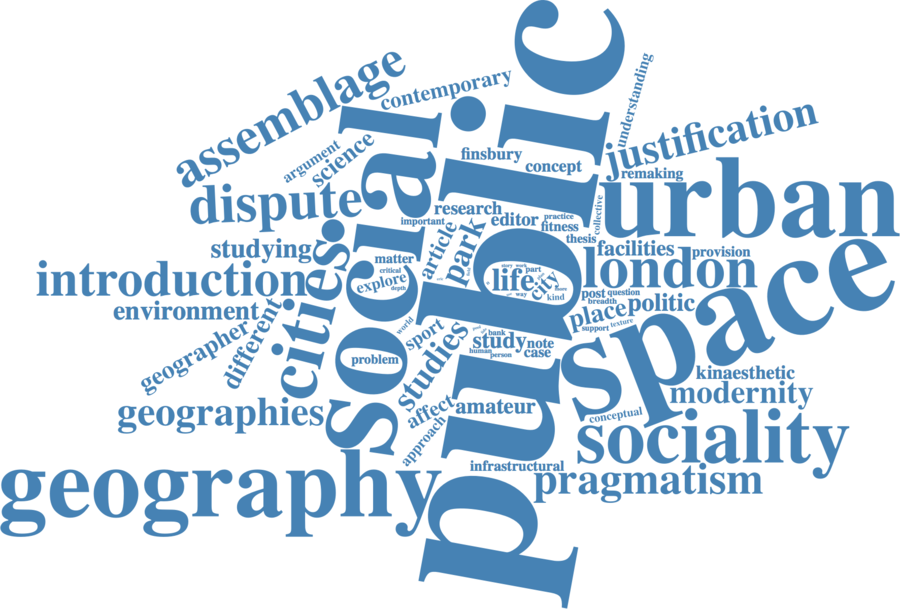 public
social
space
urban
geography
assemblage
contemporary
understanding
justification
argument
science
finsbury
concept
remaking
dispute
research
editor
practice
fitness
collective
important
thesis
studying
article
park
facilities
provision
matter
critical
explore
depth
story
work
part
life
city
way
more
kind
london
introduction
cities
post
question
breadth
politic
place
support
texture
environment
different
geographer
world
sport
studies
bank
study
note
human
person
case
problem
kinaesthetic
modernity
geographies
affect
approach
amateur
conceptual
sociality
infrastructural
pragmatism